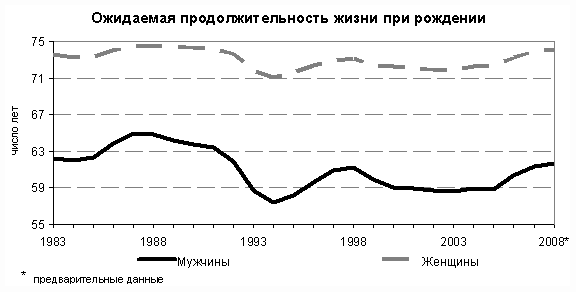 Ожидаемая продолжительность жизни при рождении
75
71
67
63
59
55
число лет
1983 1988 1993 1998 2003 2008*
Мужчины Женщины
* предварительные данные